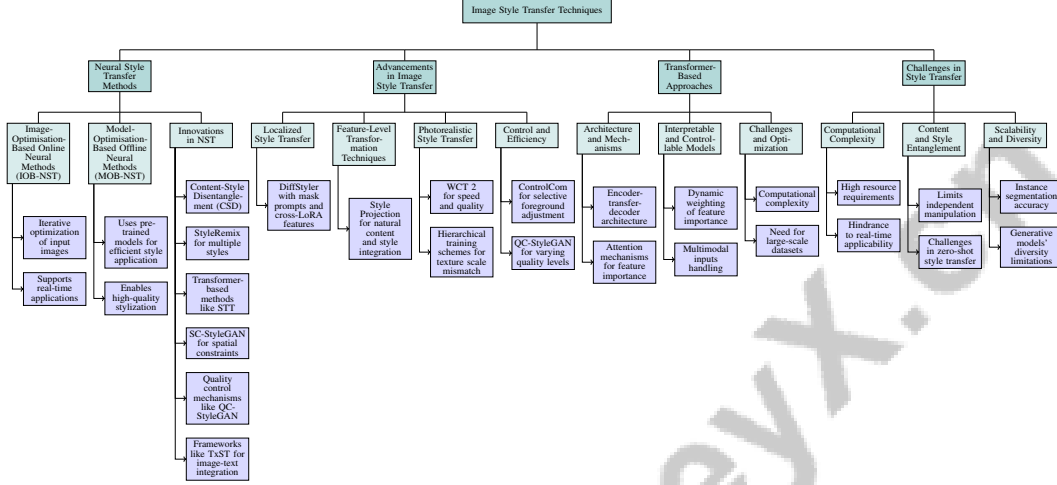 Image Style Transfer Techniques
Neural Style
Transfer
Methods
Advancements in Image
Style Transfer
Transformer-
Based
Approaches
Challenges in
Style Transfer
Image-
Optimisation-
Based Online
Neural
Methods
(IOB-NST)
Model-
Optimisation-
Based Offline
Neural
Methods
(MOB-NST)
Innovations
in NST
Localized
Style Transfer
Feature-Level
Transfor-
mation Tech-
niques
Photorealistic
Style Transfer
Control and
Efficiency
Architecture
and Mech-
anisms
Interpretable
and Control-
lable Models
Challenges
and Opti-
mization
Computational
Complexity
Content
and Style
Entanglement
Scalability
and Diversity
Iterative
optimization
of input
images
Supports
real-time
applications
Uses pre-
trained
models for
efficient style
application
Enables
high-quality
stylization
Content-Style
Disentangle-
ment (CSD)
StyleRemix
for multiple
styles
Transformer-
based
methods
like STT
SC-StyleGAN
for spatial
constraints
Quality
control
mechanisms
like QC-
StyleGAN
Frameworks
like TxST for
image-text
integration
DiffStyler
with mask
prompts and
cross-LoRA
features
Style
Projection
for natural
content
and style
integration
WCT 2
for speed
and quality
Hierarchical
training
schemes for
texture scale
mismatch
ControlCom
for selective
foreground
adjustment
QC-StyleGAN
for varying
quality levels
Encoder-
transfer-
decoder
architecture
Attention
mechanisms
for feature
importance
Dynamic
weighting
of feature
importance
Multimodal
inputs
handling
Computational
complexity
Need for
large-scale
datasets
High resource
requirements
Hindrance
to real-time
applicability
Limits
independent
manipulation
Challenges
in zero-shot
style transfer
Instance
segmentation
accuracy
Generative
models'
diversity
limitations